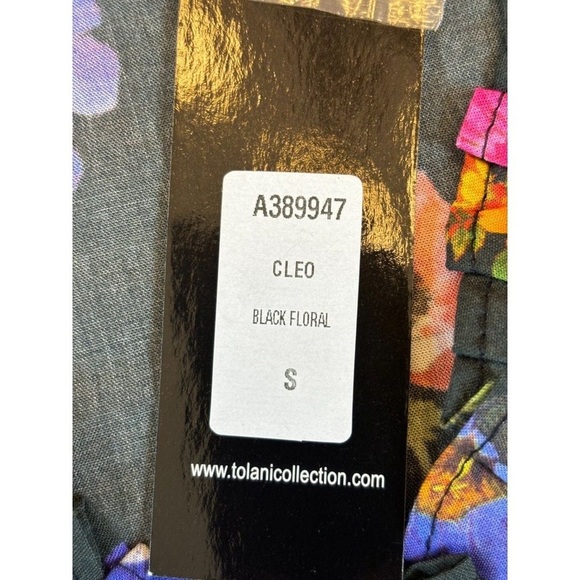 A389947
CLEO
BLACK FLORAL
S
www.tolanicollection.com